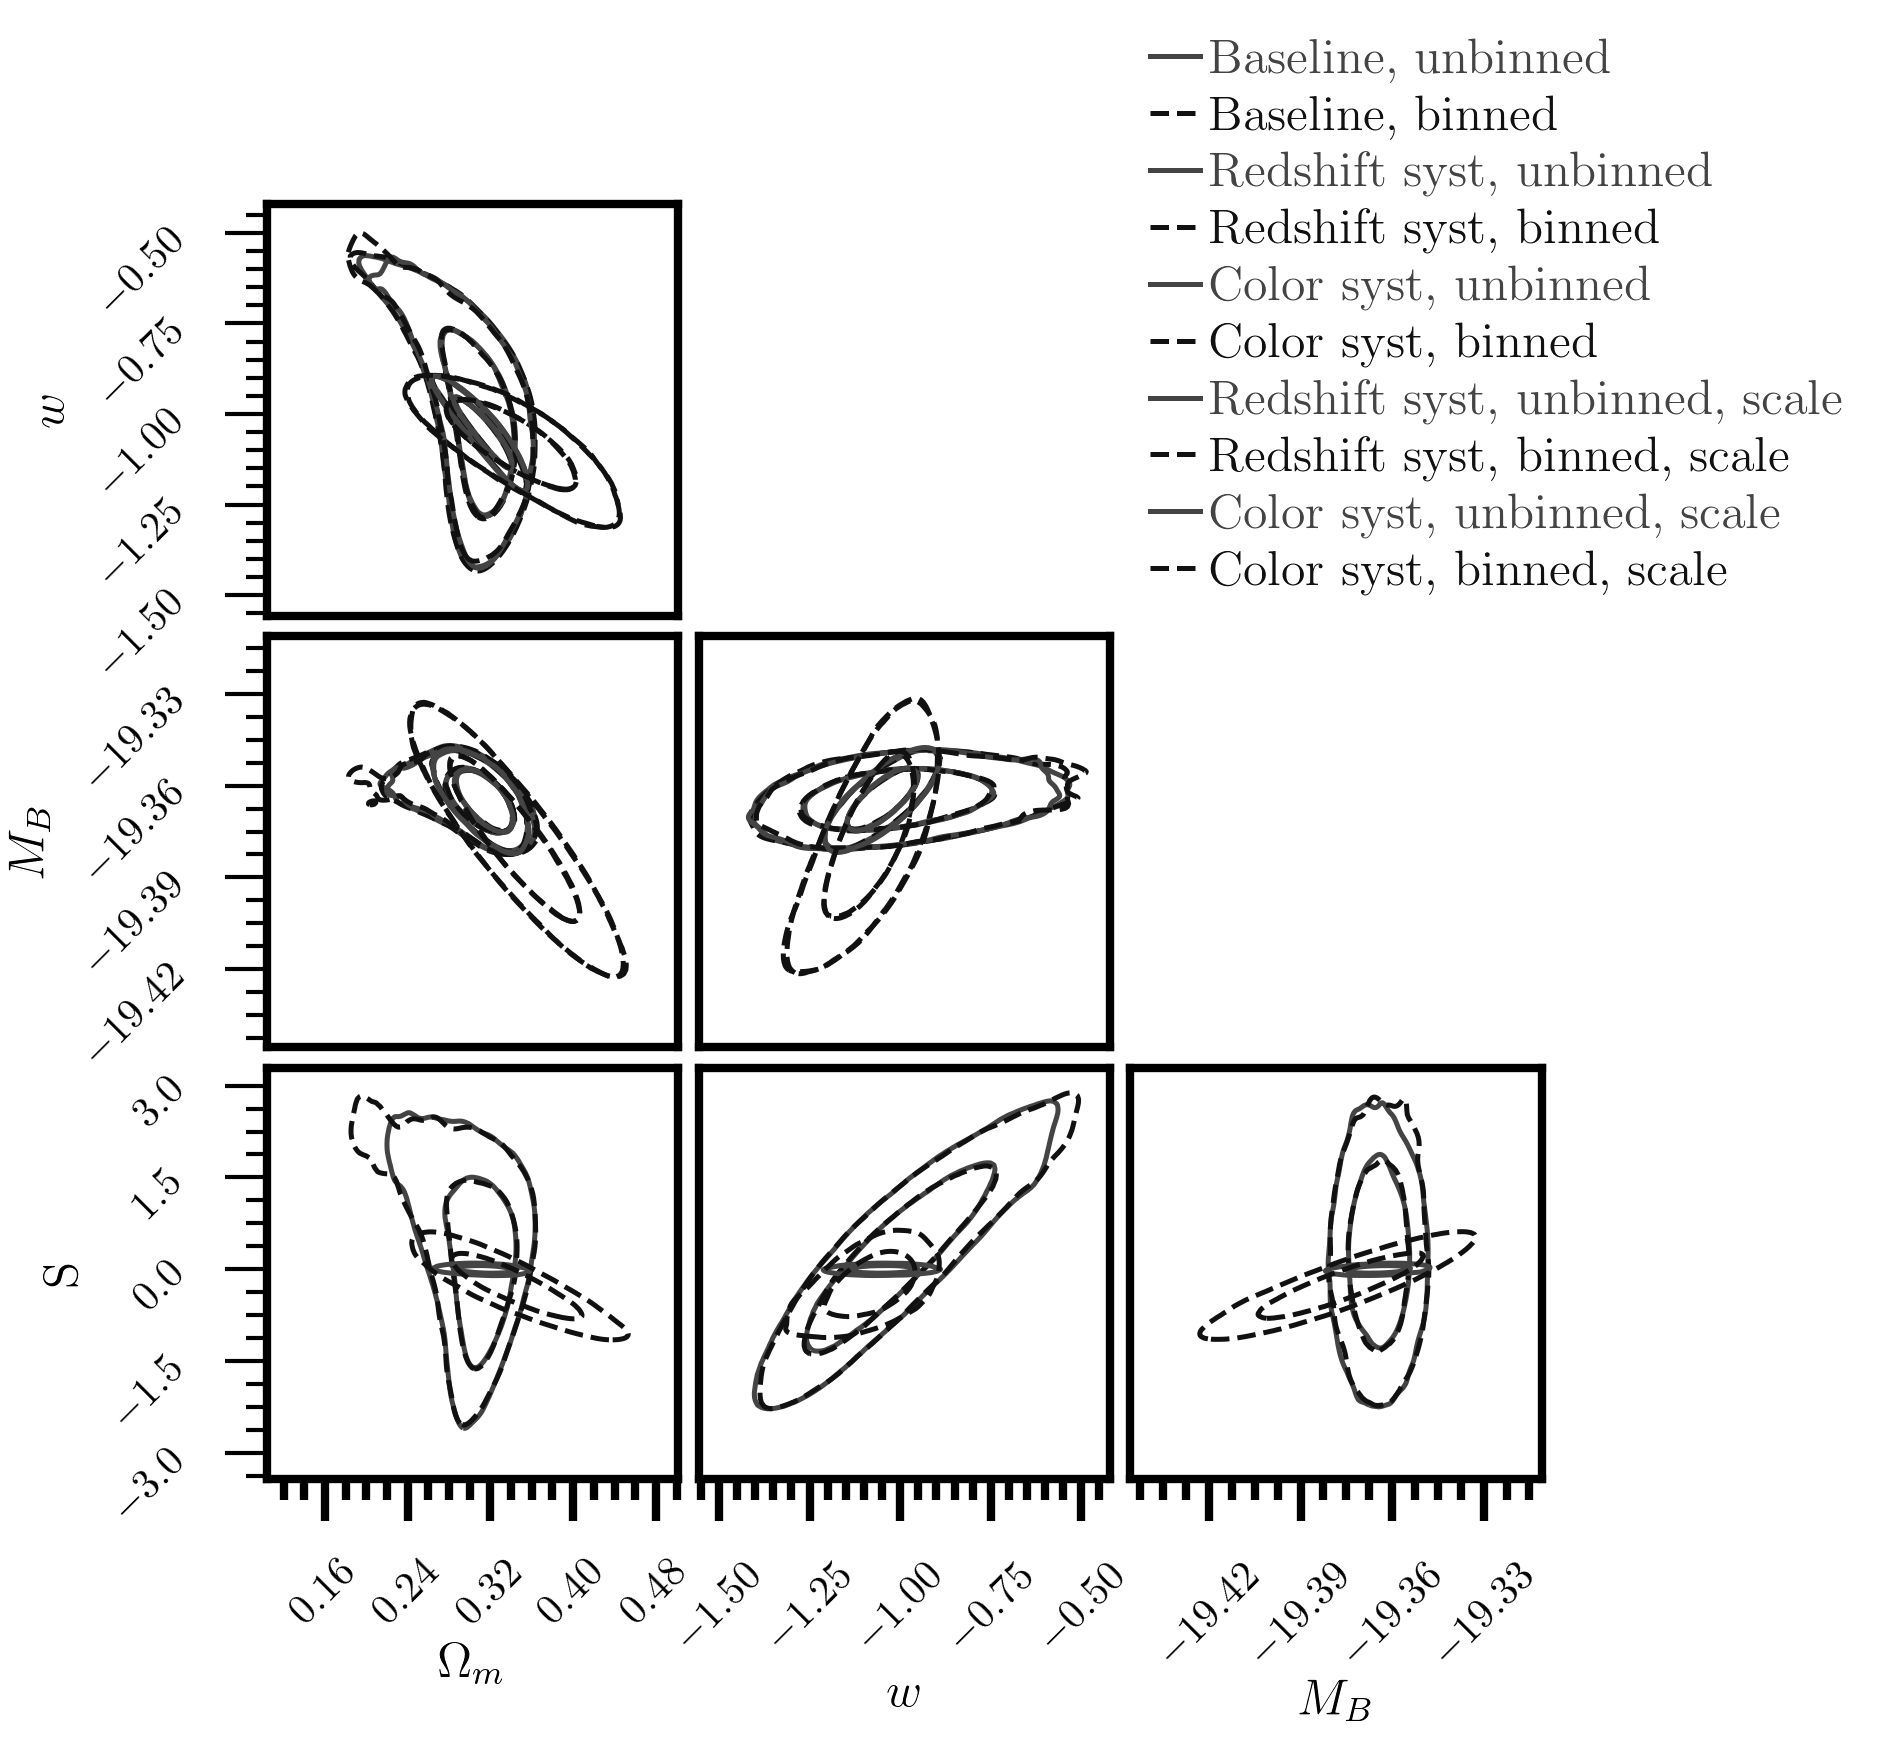 Baseline, unbinned
Baseline, binned
Redshift syst, unbinned
Redshift syst, binned
Color syst, unbinned
Color syst, binned
Redshift syst, unbinned, scale
Redshift syst, binned, scale
Color syst, unbinned, scale
Color syst, binned, scale
w
−0.50
−0.75
−1.00
−1.25
−1.50
M_B
−19.33
−19.36
−19.39
−19.42
S
3.0
1.5
0.0
−1.5
−3.0
0.16 0.24 0.32 0.40 0.48
Ω_m
−1.50 −1.25 −1.00 −0.75 −0.50
w
−19.42 −19.39 −19.36 −19.33
M_B